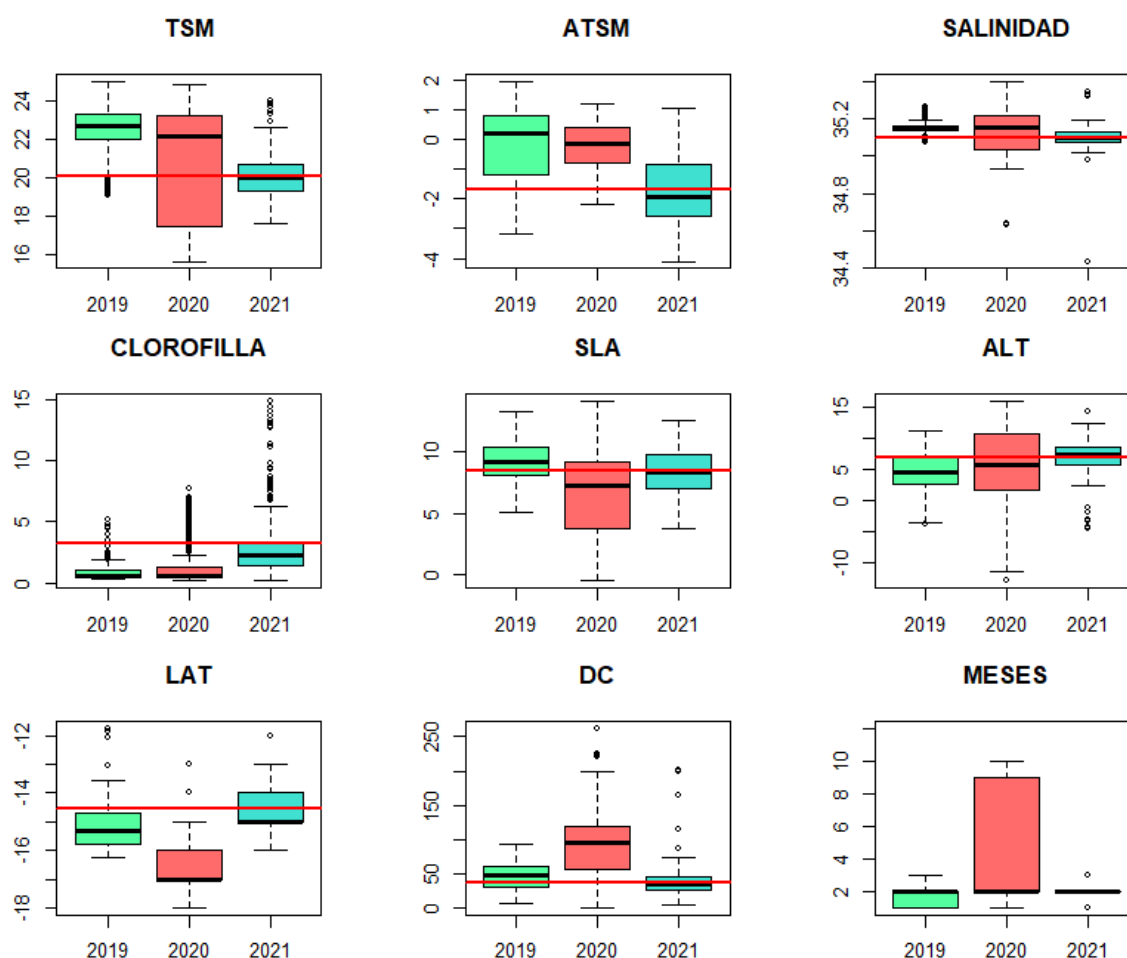 TSM ATSM SALINIDAD
24 22 20 18 16
2019 2020 2021
2 0 -2 -4
2019 2020 2021
35.2 34.8 34.4
2019 2020 2021
CLOROFILLA SLA ALT
15 10 5 0
2019 2020 2021
10 5 0
2019 2020 2021
15 5 0 -10
2019 2020 2021
LAT DC MESES
-12 -14 -16 -18
2019 2020 2021
250 150 50 0
2019 2020 2021
10 8 6 4 2
2019 2020 2021